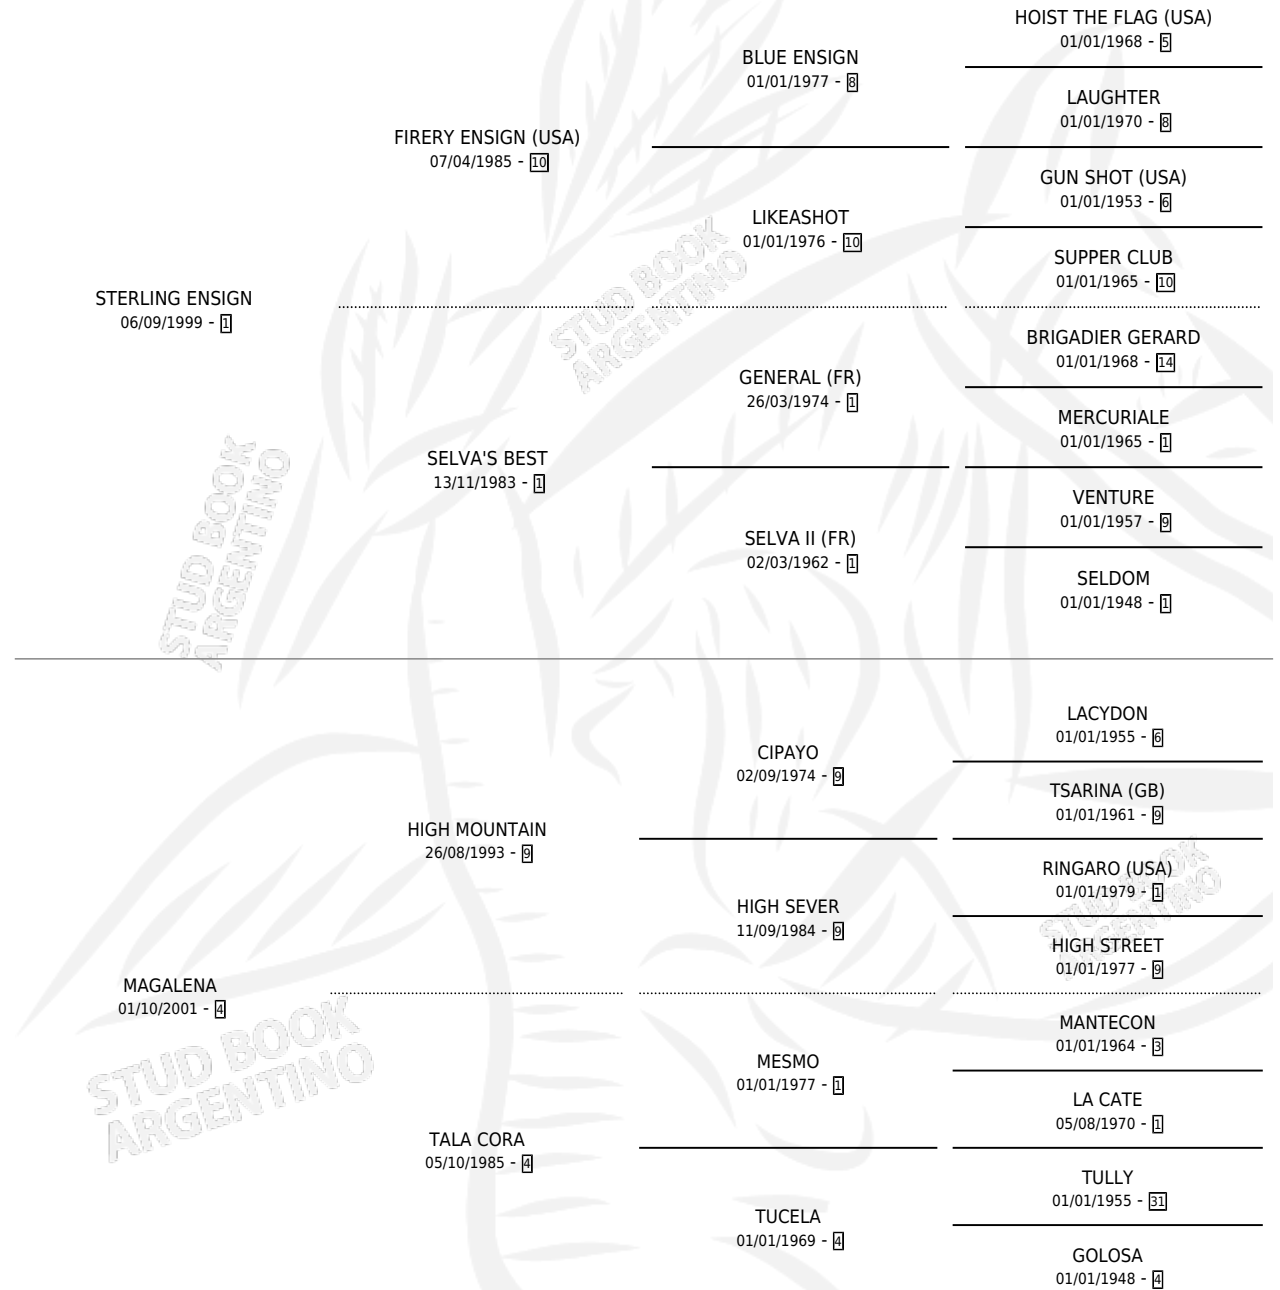 HOIST THE FLAG (USA)
01/01/1968 - 5
BLUE ENSIGN
01/01/1977 - 8
LAUGHTER
01/01/1970 - 8
FIRERY ENSIGN (USA)
07/04/1985 - 10
GUN SHOT (USA)
01/01/1953 - 6
LIKEASHOT
01/01/1976 - 10
SUPPER CLUB
01/01/1965 - 10
STERLING ENSIGN
06/09/1999 - 1
BRIGADIER GERARD
01/01/1968 - 14
GENERAL (FR)
26/03/1974 - 1
MERCURIALE
01/01/1965 - 1
SELVA'S BEST
13/11/1983 - 1
VENTURE
01/01/1957 - 9
SELVA II (FR)
02/03/1962 - 1
SELDOM
01/01/1948 - 1
STUD BOOK
ARGENTINO
STUD BOOK
ARGENTINO
LACYDON
01/01/1955 - 6
CIPAYO
02/09/1974 - 9
TSARINA (GB)
01/01/1961 - 9
HIGH MOUNTAIN
26/08/1993 - 9
RINGARO (USA)
01/01/1979 - 1
HIGH SEVER
11/09/1984 - 9
HIGH STREET
01/01/1977 - 9
MAGALENA
01/10/2001 - 4
MANTECON
01/01/1964 - 3
MESMO
01/01/1977 - 1
LA CATE
05/08/1970 - 1
TALA CORA
05/10/1985 - 4
TULLY
01/01/1955 - 31
TUCELA
01/01/1969 - 4
GOLOSA
01/01/1948 - 4
STUD BOOK
ARGENTINO
STUD BOOK
ARGENTINO